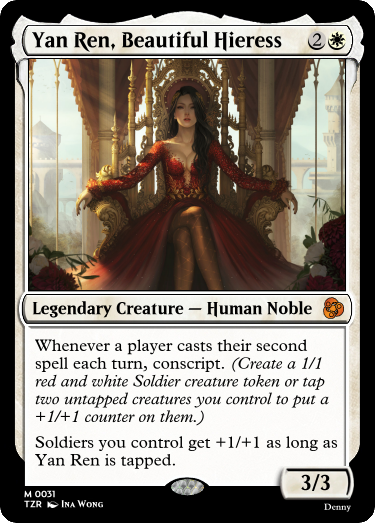 Yan Ren, Beautiful Hieress 2
Legendary Creature — Human Noble
Whenever a player casts their second
spell each turn, conscript. (Create a 1/1
red and white Soldier creature token or tap
two untapped creatures you control to put a
+1/+1 counter on them.)
Soldiers you control get +1/+1 as long as
Yan Ren is tapped.
3/3
M 0031
TZR Ina Wong
Denny